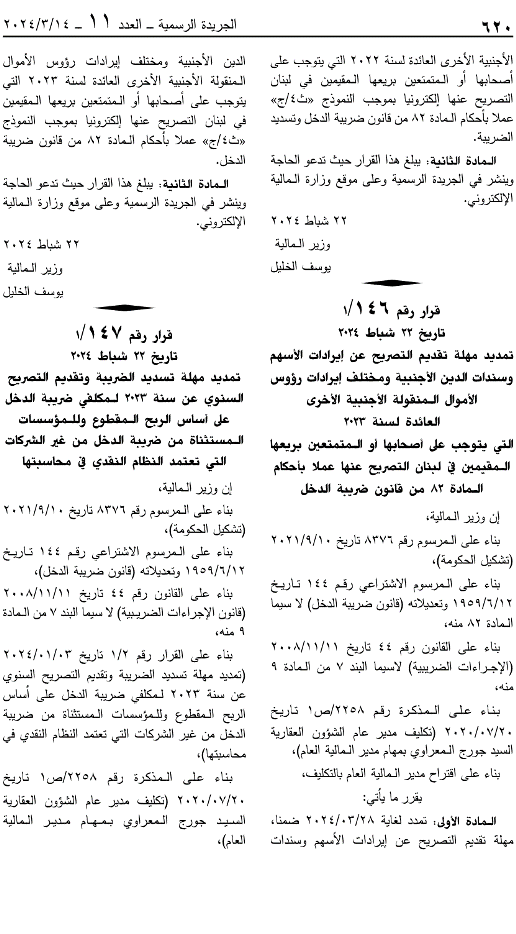 ٦٢٠
الجريدة الرسمية ـ العدد ١١ ـ ٢٠٢٤/٣/١٤
الأجنبية الأخرى العائدة لسنة ٢٠٢٢ التي يتوجب على
أصحابها أو المتمتعين بريعها المقيمين في لبنان
التصريح عنها إلكترونيا بموجب النموذج «ث٤/ج»
عملا بأحكام المادة ٨٢ من قانون ضريبة الدخل وتسديد
الضريبة.
المادة الثانية: يبلغ هذا القرار حيث تدعو الحاجة
وينشر في الجريدة الرسمية وعلى موقع وزارة المالية
الإلكتروني.
٢٢ شباط ٢٠٢٤
وزير المالية
يوسف الخليل
قرار رقم ١/١٤٦
تاريخ ٢٢ شباط ٢٠٢٤
تمديد مهلة تقديم التصريح عن إيرادات الأسهم
وسندات الدين الأجنبية ومختلف إيرادات رؤوس
الأموال المنقولة الأجنبية الأخرى
العائدة لسنة ٢٠٢٣
التي يتوجب على أصحابها أو المتمتعين بريعها
المقيمين في لبنان التصريح عنها عملا بأحكام
المادة ٨٢ من قانون ضريبة الدخل
إن وزير المالية،
بناء على المرسوم رقم ٨٣٧٦ تاريخ ٢٠٢١/٩/١٠
(تشكيل الحكومة)،
بناء على المرسوم الاشتراعي رقم ١٤٤ تاريخ
١٩٥٩/٦/١٢ وتعديلاته (قانون ضريبة الدخل) لا سيما
المادة ٨٢ منه،
بناء على القانون رقم ٤٤ تاريخ ٢٠٠٨/١١/١١
(الإجراءات الضريبية) لاسيما البند ٧ من المادة ٩
منه،
بناء على المذكرة رقم ٢٢٥٨/ص١ تاريخ
٢٠٢٠/٠٧/٢٠ (تكليف مدير عام الشؤون العقارية
السيد جورج المعراوي بمهام مدير المالية العام)،
بناء على اقتراح مدير المالية العام بالتكليف،
يقرر ما يأتي:
المادة الأولى: تمدد لغاية ٢٠٢٤/٠٣/٢٨ ضمنا،
مهلة تقديم التصريح عن إيرادات الأسهم وسندات
الدين الأجنبية ومختلف إيرادات رؤوس الأموال
المنقولة الأجنبية الأخرى العائدة لسنة ٢٠٢٣ التي
يتوجب على أصحابها أو المتمتعين بريعها المقيمين
في لبنان التصريح عنها إلكترونيا بموجب النموذج
«ث٤/ج» عملا بأحكام المادة ٨٢ من قانون ضريبة
الدخل.
المادة الثانية: يبلغ هذا القرار حيث تدعو الحاجة
وينشر في الجريدة الرسمية وعلى موقع وزارة المالية
الإلكتروني.
٢٢ شباط ٢٠٢٤
وزير المالية
يوسف الخليل
قرار رقم ١/١٤٧
تاريخ ٢٢ شباط ٢٠٢٤
تمديد مهلة تسديد الضريبة وتقديم التصريح
السنوي عن سنة ٢٠٢٣ لمكلفي ضريبة الدخل
على أساس الربح المقطوع وللمؤسسات
المستثناة من ضريبة الدخل من غير الشركات
التي تعتمد النظام النقدي في محاسبتها
إن وزير المالية،
بناء على المرسوم رقم ٨٣٧٦ تاريخ ٢٠٢١/٩/١٠
(تشكيل الحكومة)،
بناء على المرسوم الاشتراعي رقم ١٤٤ تاريخ
١٩٥٩/٦/١٢ وتعديلاته (قانون ضريبة الدخل)،
بناء على القانون رقم ٤٤ تاريخ ٢٠٠٨/١١/١١
(قانون الإجراءات الضريبية) لا سيما البند ٧ من المادة
٩ منه،
بناء على القرار رقم ١/٢ تاريخ ٢٠٢٤/٠١/٠٣
(تمديد مهلة تسديد الضريبة وتقديم التصريح السنوي
عن سنة ٢٠٢٣ لمكلفي ضريبة الدخل على أساس
الربح المقطوع وللمؤسسات المستثناة من ضريبة
الدخل من غير الشركات التي تعتمد النظام النقدي في
محاسبتها)،
بناء على المذكرة رقم ٢٢٥٨/ص١ تاريخ
٢٠٢٠/٠٧/٢٠ (تكليف مدير عام الشؤون العقارية
السيد جورج المعراوي بمهام مدير المالية
العام)،